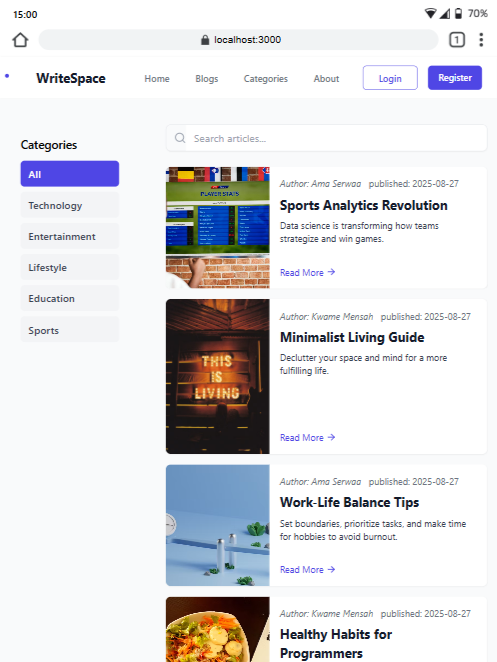 15:00
70%
localhost:3000
1
WriteSpace
Home
Blogs
Categories
About
Login
Register
Categories
All
Technology
Entertainment
Lifestyle
Education
Sports
Search articles...
PLAYER STATS
Author: Ama Serwaa published: 2025-08-27
Sports Analytics Revolution
Data science is transforming how teams
strategize and win games.
Read More →
THIS
IS
LIVING
Author: Kwame Mensah published: 2025-08-27
Minimalist Living Guide
Declutter your space and mind for a more
fulfilling life.
Read More →
Author: Ama Serwaa published: 2025-08-27
Work-Life Balance Tips
Set boundaries, prioritize tasks, and make time
for hobbies to avoid burnout.
Read More →
Author: Kwame Mensah published: 2025-08-27
Healthy Habits for
Programmers